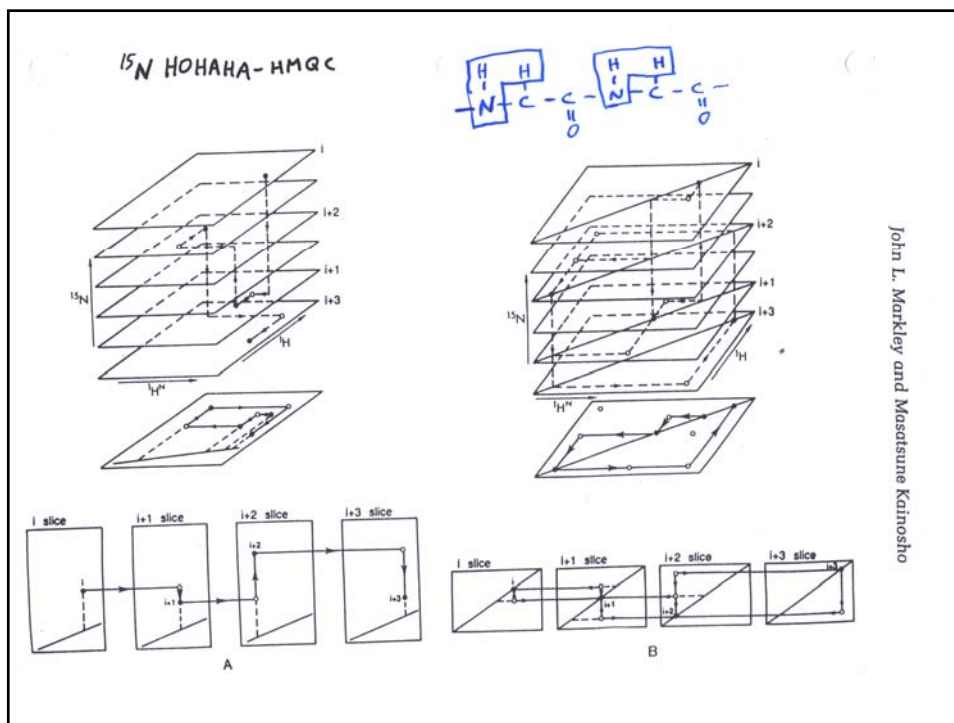 ¹⁵N HOHAHA-HMQC
H H H H
-N-C-C-N-C-C-
O O
i
i+2
i+1
i+3
¹⁵N
¹H
¹Hᴺ
i
i+2
i+1
i+3
¹⁵N
¹H
¹Hᴺ
John L. Markley and Masatsune Kainosho
i slice
i+1 slice
i+2 slice
i+3 slice
i
i+1
i+2
i+3
A
i slice
i+1 slice
i+2 slice
i+3 slice
i
i+1
i+2
i+3
B